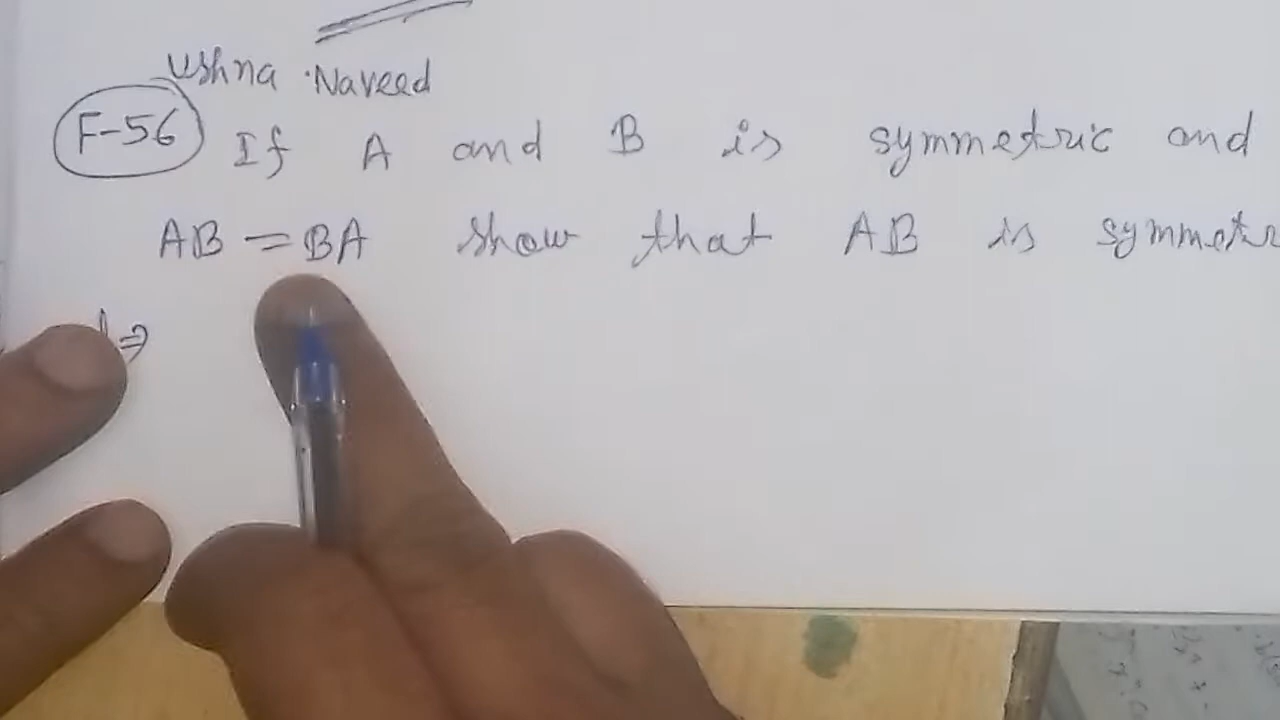 Ushna Naveed
F-56 If A and B is symmetric and
AB = BA show that AB is symmetr
⇒